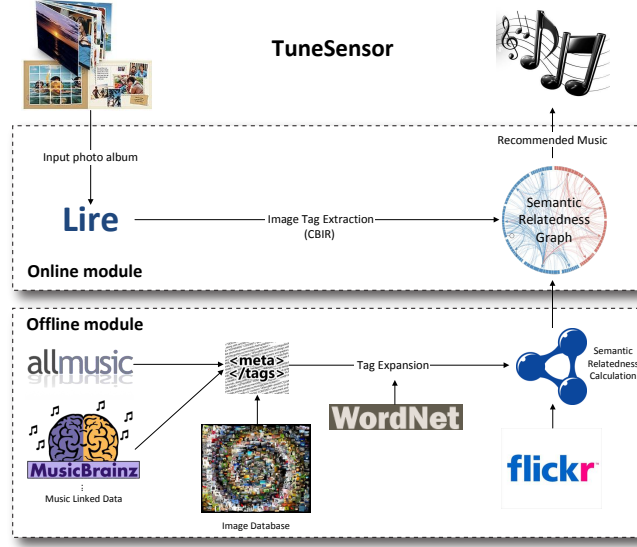 TuneSensor
Input photo album
Recommended Music
Lire
Image Tag Extraction
(CBIR)
Semantic
Relatedness
Graph
Online module
Offline module
allmusic
<meta>
</tags>
Tag Expansion
Semantic
Relatedness
Calculation
WordNet
MusicBrainz
Music Linked Data
flickr
Image Database